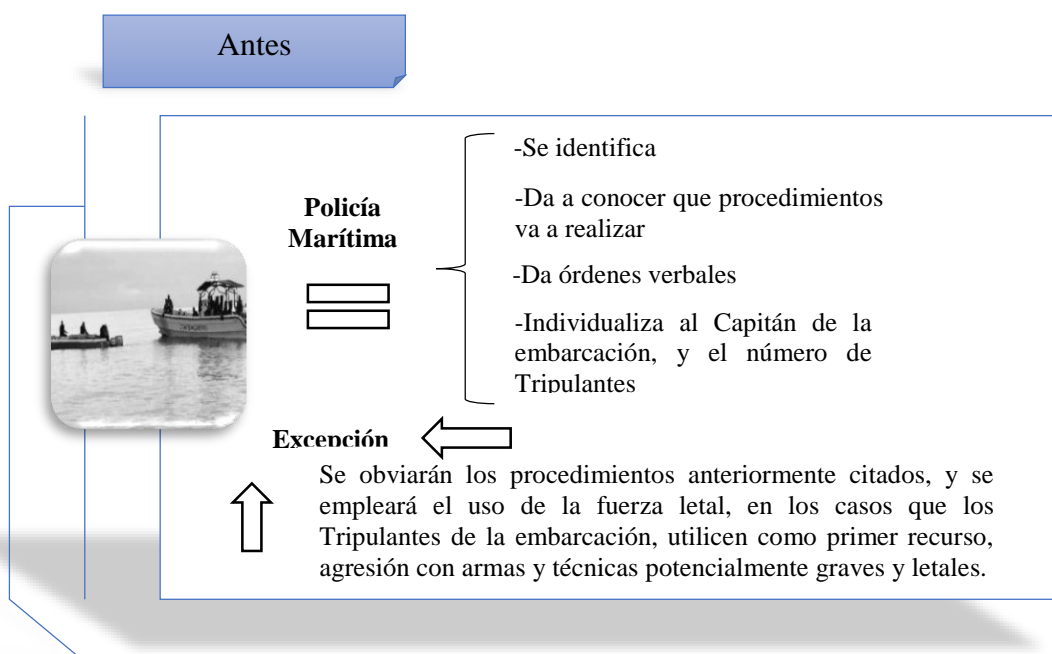 Antes
Policía
Marítima
-Se identifica
-Da a conocer que procedimientos
va a realizar
-Da órdenes verbales
-Individualiza al Capitán de la
embarcación, y el número de
Tripulantes
Excepción
Se obviarán los procedimientos anteriormente citados, y se
empleará el uso de la fuerza letal, en los casos que los
Tripulantes de la embarcación, utilicen como primer recurso,
agresión con armas y técnicas potencialmente graves y letales.